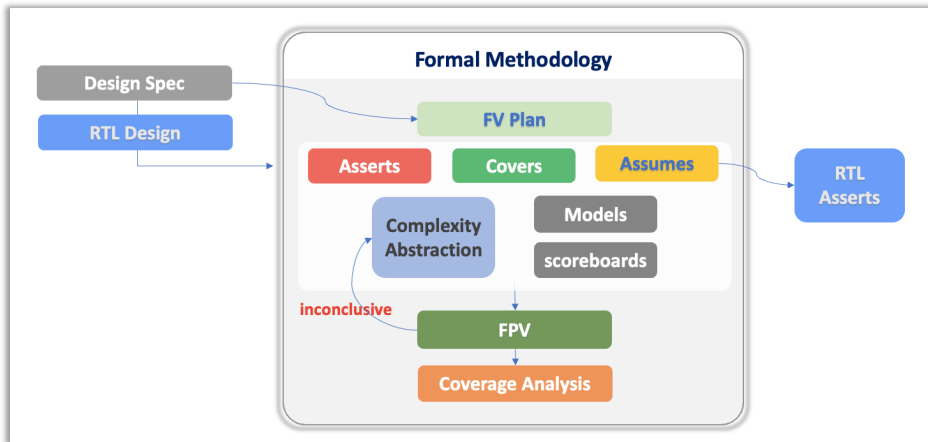 Formal Methodology
Design Spec
RTL Design
FV Plan
Asserts
Covers
Assumes
RTL
Asserts
Complexity
Abstraction
Models
scoreboards
inconclusive
FPV
Coverage Analysis